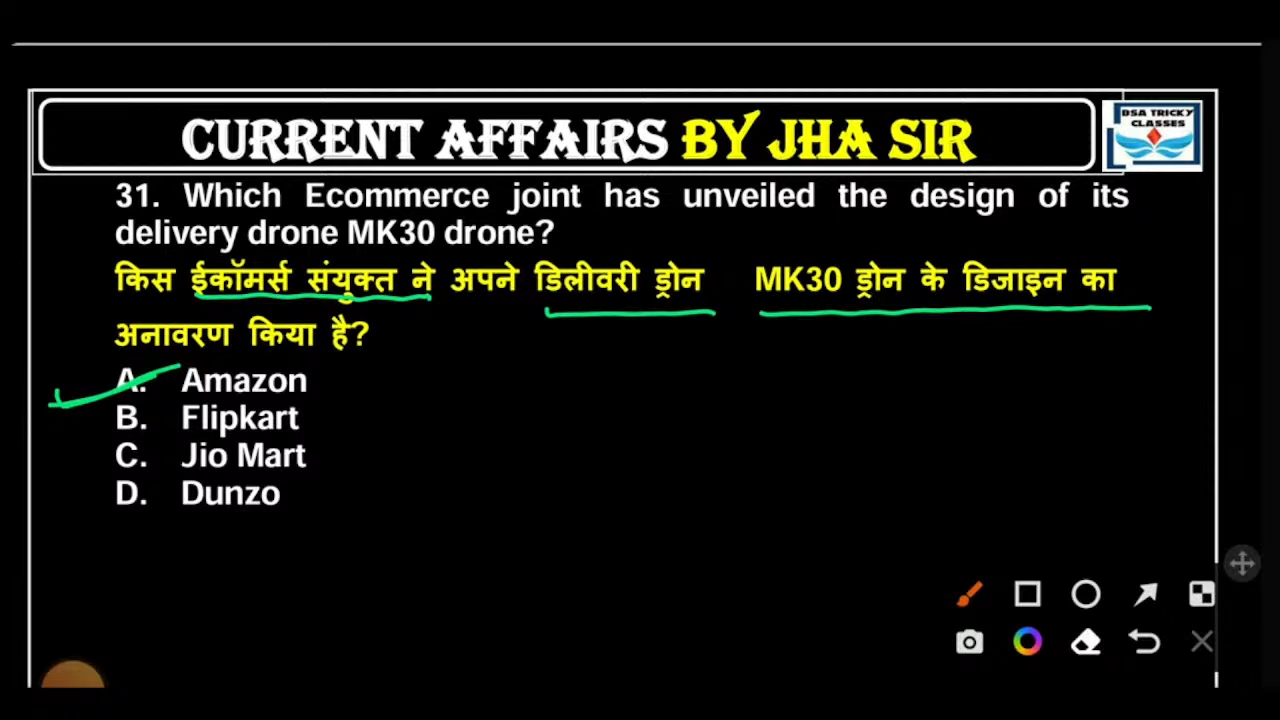 CURRENT AFFAIRS BY JHA SIR
DSA TRICKY
CLASSES
31. Which Ecommerce joint has unveiled the design of its
delivery drone MK30 drone?
किस ईकॉमर्स संयुक्त ने अपने डिलीवरी ड्रोन MK30 ड्रोन के डिजाइन का
अनावरण किया है?
A. Amazon
B. Flipkart
C. Jio Mart
D. Dunzo